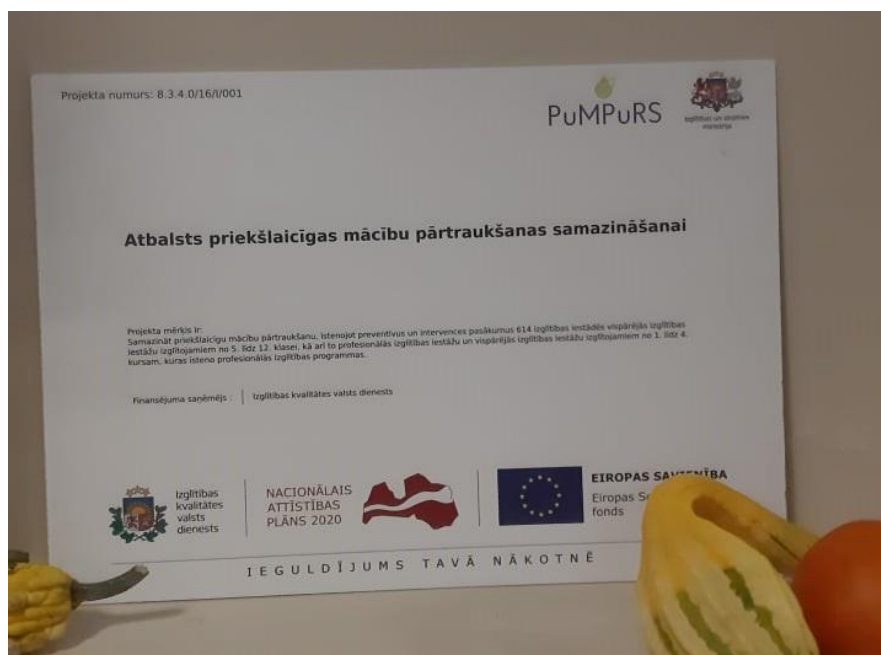 Projekta numurs: 8.3.4.0/16/I/001
PuMPuRS
Izglītības un zinātnes
ministrija
Atbalsts priekšlaicīgas mācību pārtraukšanas samazināšanai
Projekta mērķis ir:
Samazināt priekšlaicīgu mācību pārtraukšanu, īstenojot preventīvus un intervences pasākumus 614 izglītības iestādēs vispārējās izglītības
iestāžu izglītojamiem no 5. līdz 12. klasei, kā arī to profesionālās izglītības iestāžu un vispārējās izglītības iestāžu izglītojamiem no 1. līdz 4.
kursam, kuras īsteno profesionālās izglītības programmas.
Finansējuma saņēmējs : Izglītības kvalitātes valsts dienests
Izglītības
kvalitātes
valsts
dienests
NACIONĀLAIS
ATTĪSTĪBAS
PLĀNS 2020
EIROPAS SAVIENĪBA
Eiropas
fonds
IEGULDĪJUMS TAVĀ NĀKOTNĒ